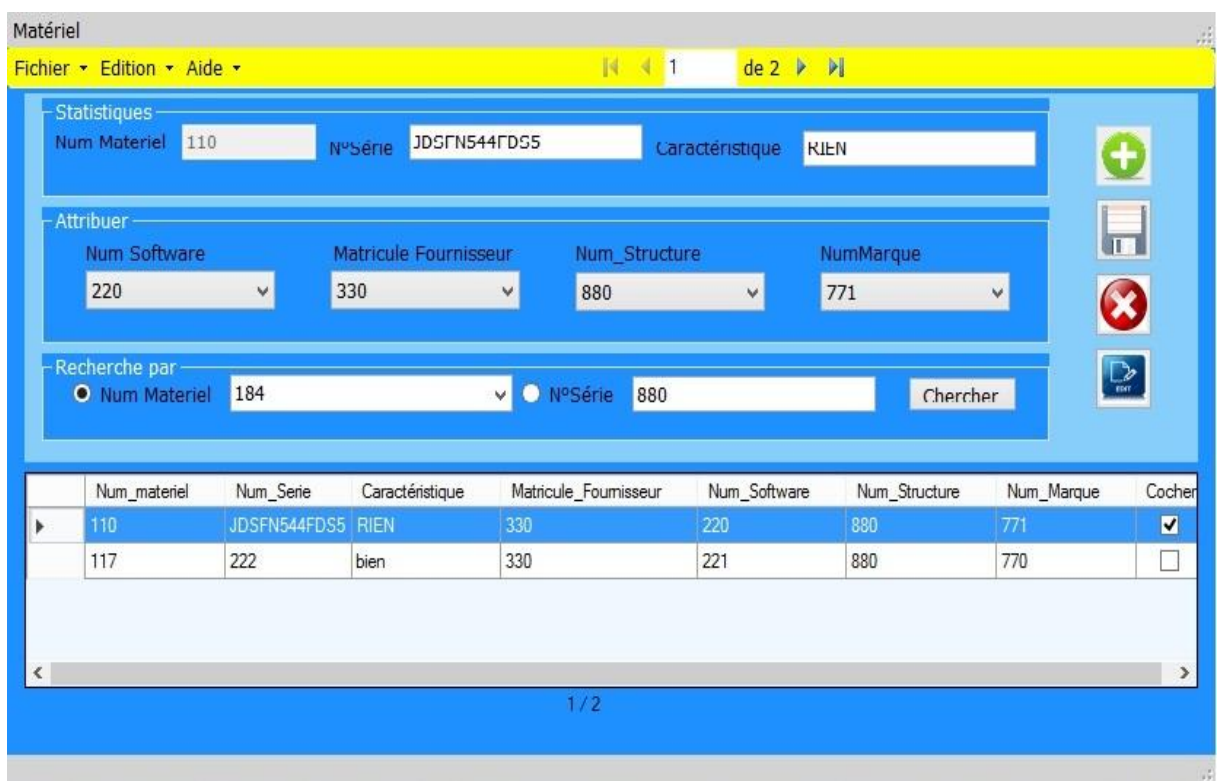 Matériel
Fichier Edition Aide 1 de 2
Statistiques
Num Materiel 110 N°Série JDSFN544FDS5 Caractéristique RIEN
Attribuer
Num Software Matricule Fournisseur Num_Structure NumMarque
220 330 880 771
Recherche par
Num Materiel 184 N°Série 880 Chercher
EDIT
Num_materiel Num_Serie Caractéristique Matricule_Fournisseur Num_Software Num_Structure Num_Marque Cocher
110 JDSFN544FDS5 RIEN 330 220 880 771
117 222 bien 330 221 880 770
1 / 2